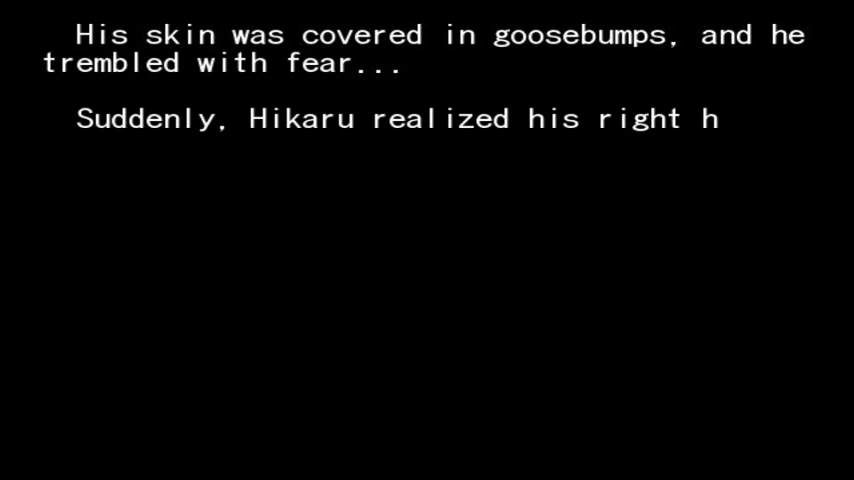 His skin was covered in goosebumps, and he
trembled with fear...
Suddenly, Hikaru realized his right h